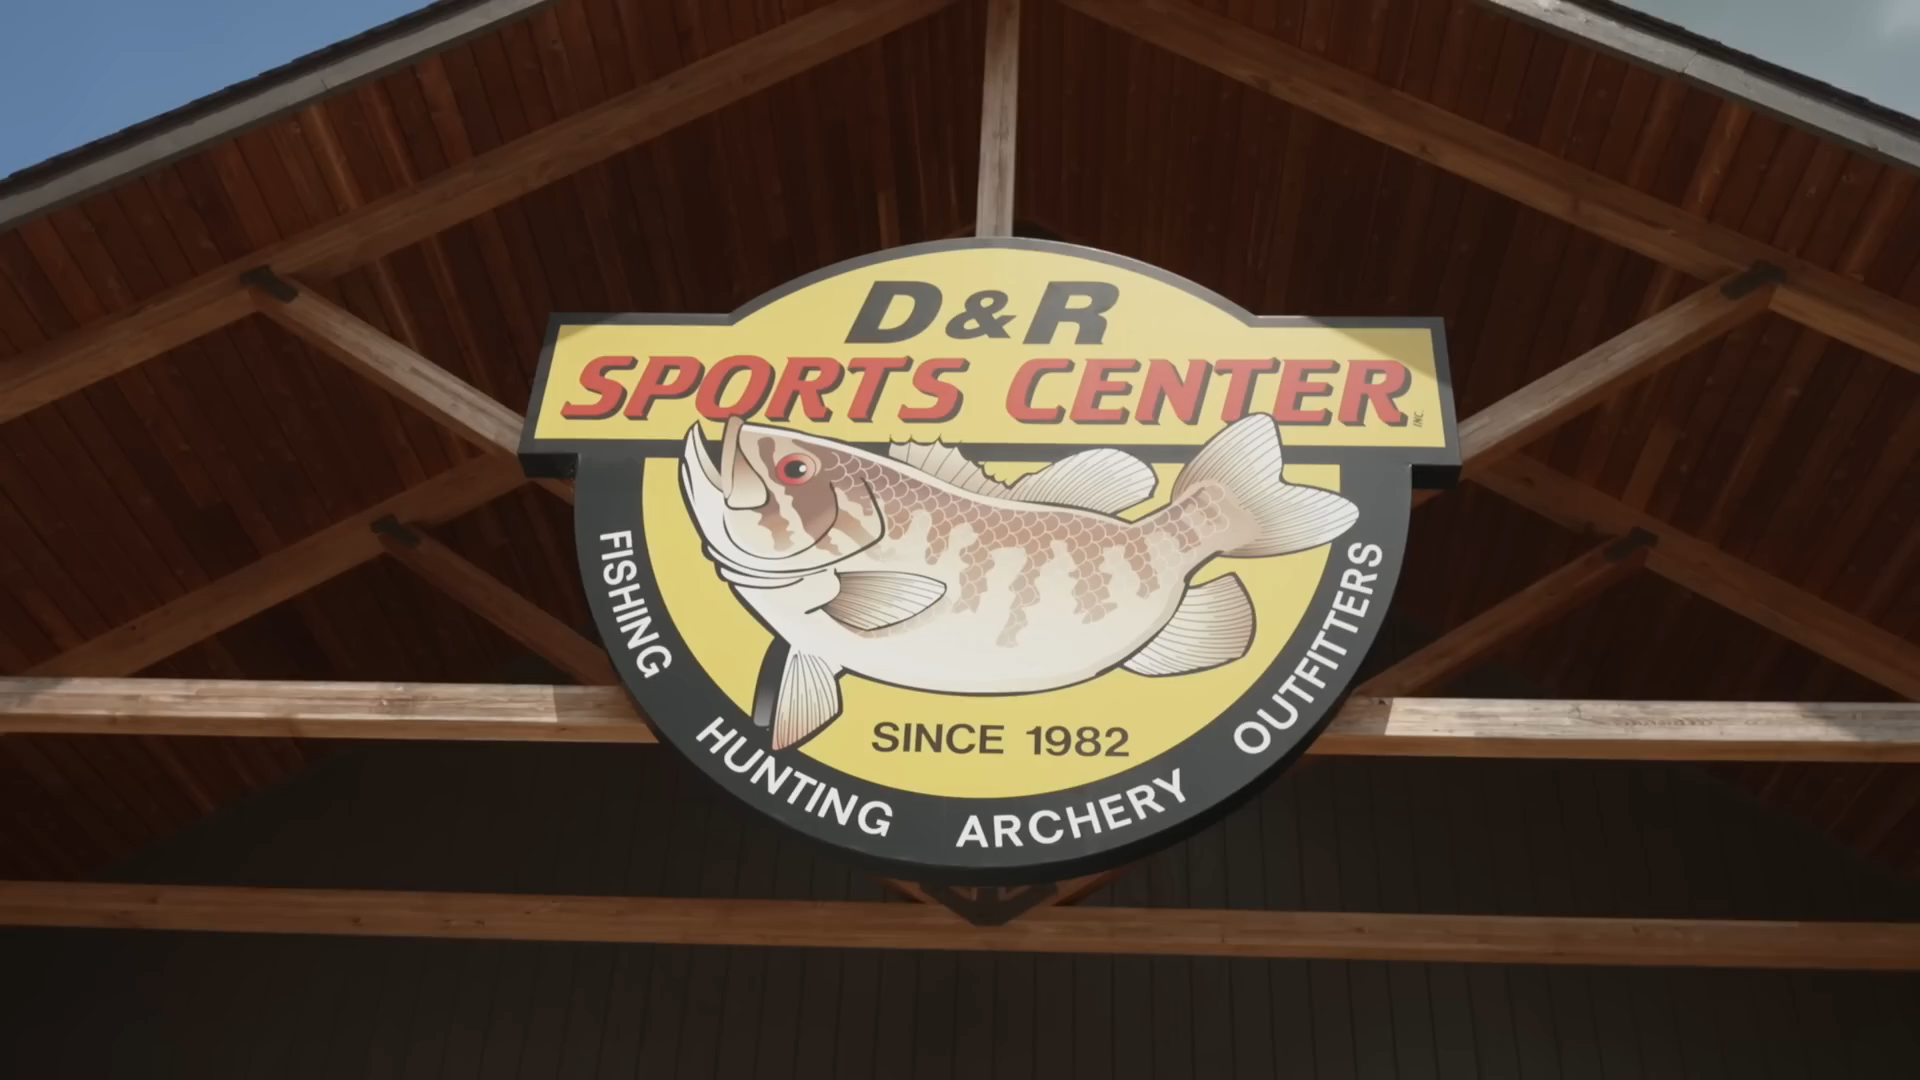 D&R
SPORTS CENTER INC.
SINCE 1982
FISHING HUNTING ARCHERY OUTFITTERS